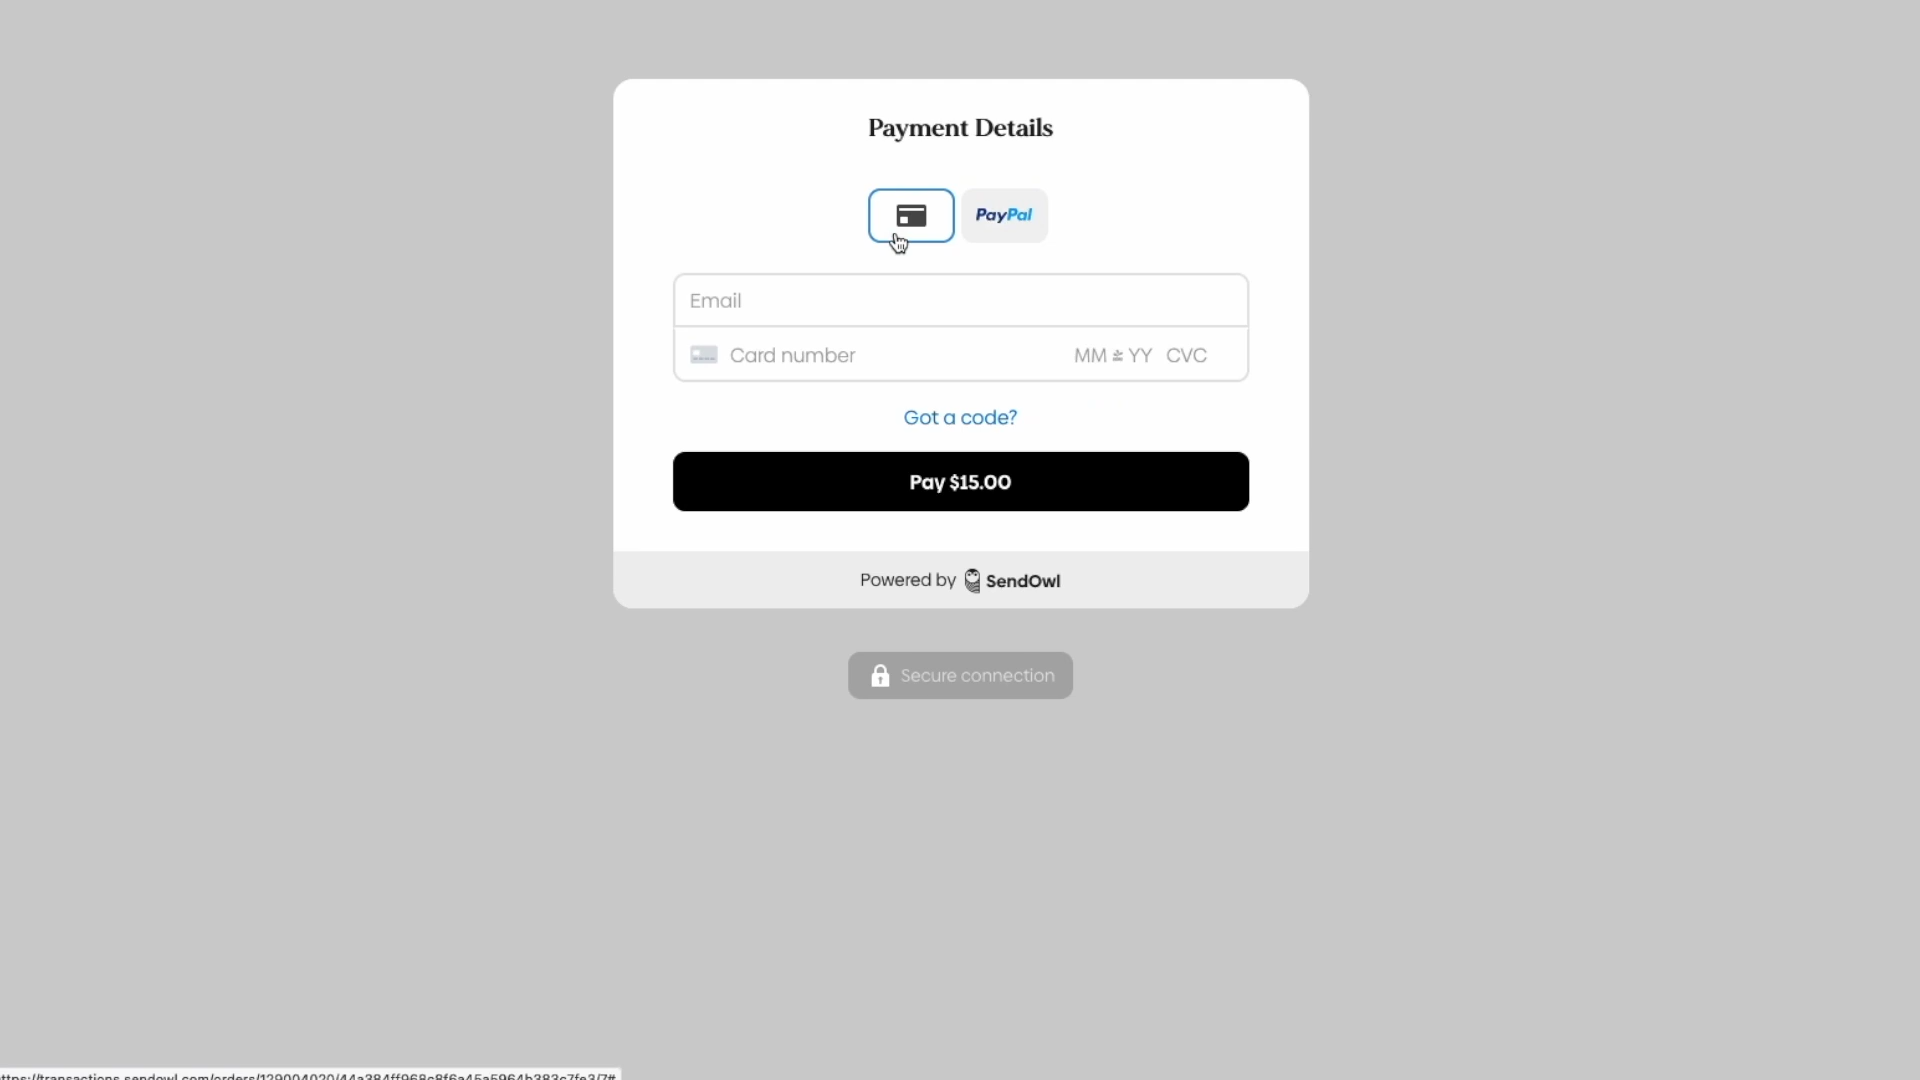 Payment Details
PayPal
Email
Card number MM YY CVC
Got a code?
Pay $15.00
Powered by SendOwl
Secure connection